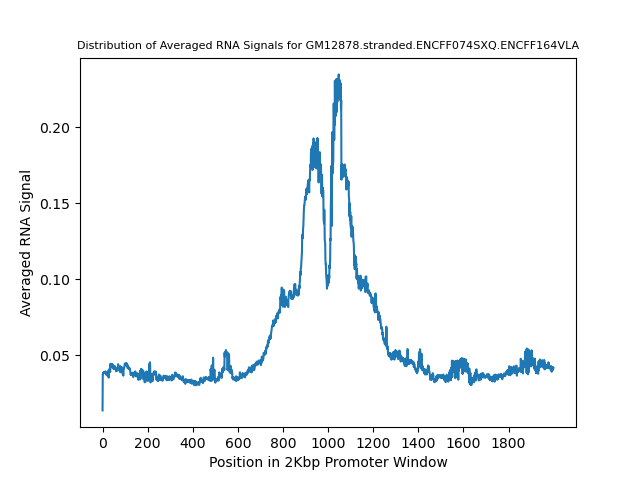 Distribution of Averaged RNA Signals for GM12878.stranded.ENCFF074SXQ.ENCFF164VLA
0.20
0.15
0.10
0.05
Averaged RNA Signal
0 200 400 600 800 1000 1200 1400 1600 1800
Position in 2Kbp Promoter Window